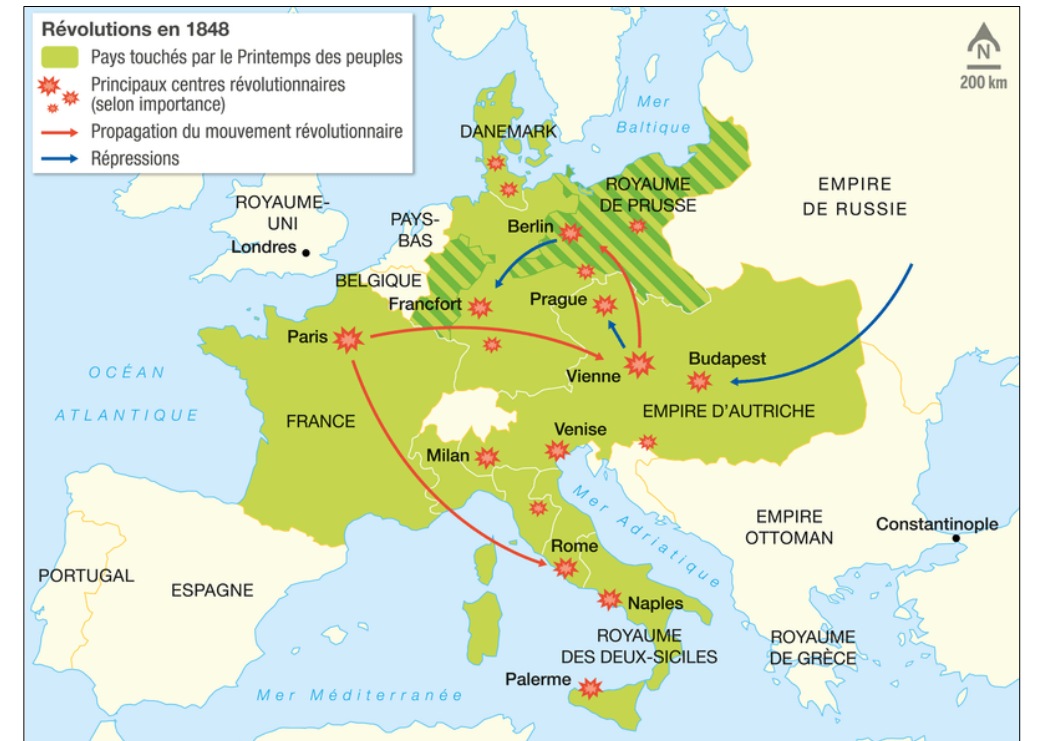 Révolutions en 1848
Pays touchés par le Printemps des peuples
Principaux centres révolutionnaires
(selon importance)
Propagation du mouvement révolutionnaire
Répressions
N
200 km
Mer
Baltique
DANEMARK
ROYAUME-
UNI
Londres
PAYS-
BAS
BELGIQUE
ROYAUME
DE PRUSSE
EMPIRE
DE RUSSIE
Berlin
Francfort
Prague
Paris
Vienne
Budapest
OCÉAN
ATLANTIQUE
FRANCE
EMPIRE D'AUTRICHE
Milan
Venise
Mer Adriatique
EMPIRE
OTTOMAN
Constantinople
PORTUGAL
ESPAGNE
Rome
Naples
ROYAUME
DES DEUX-SICILES
ROYAUME
DE GRÈCE
Palerme
Mer Méditerranée